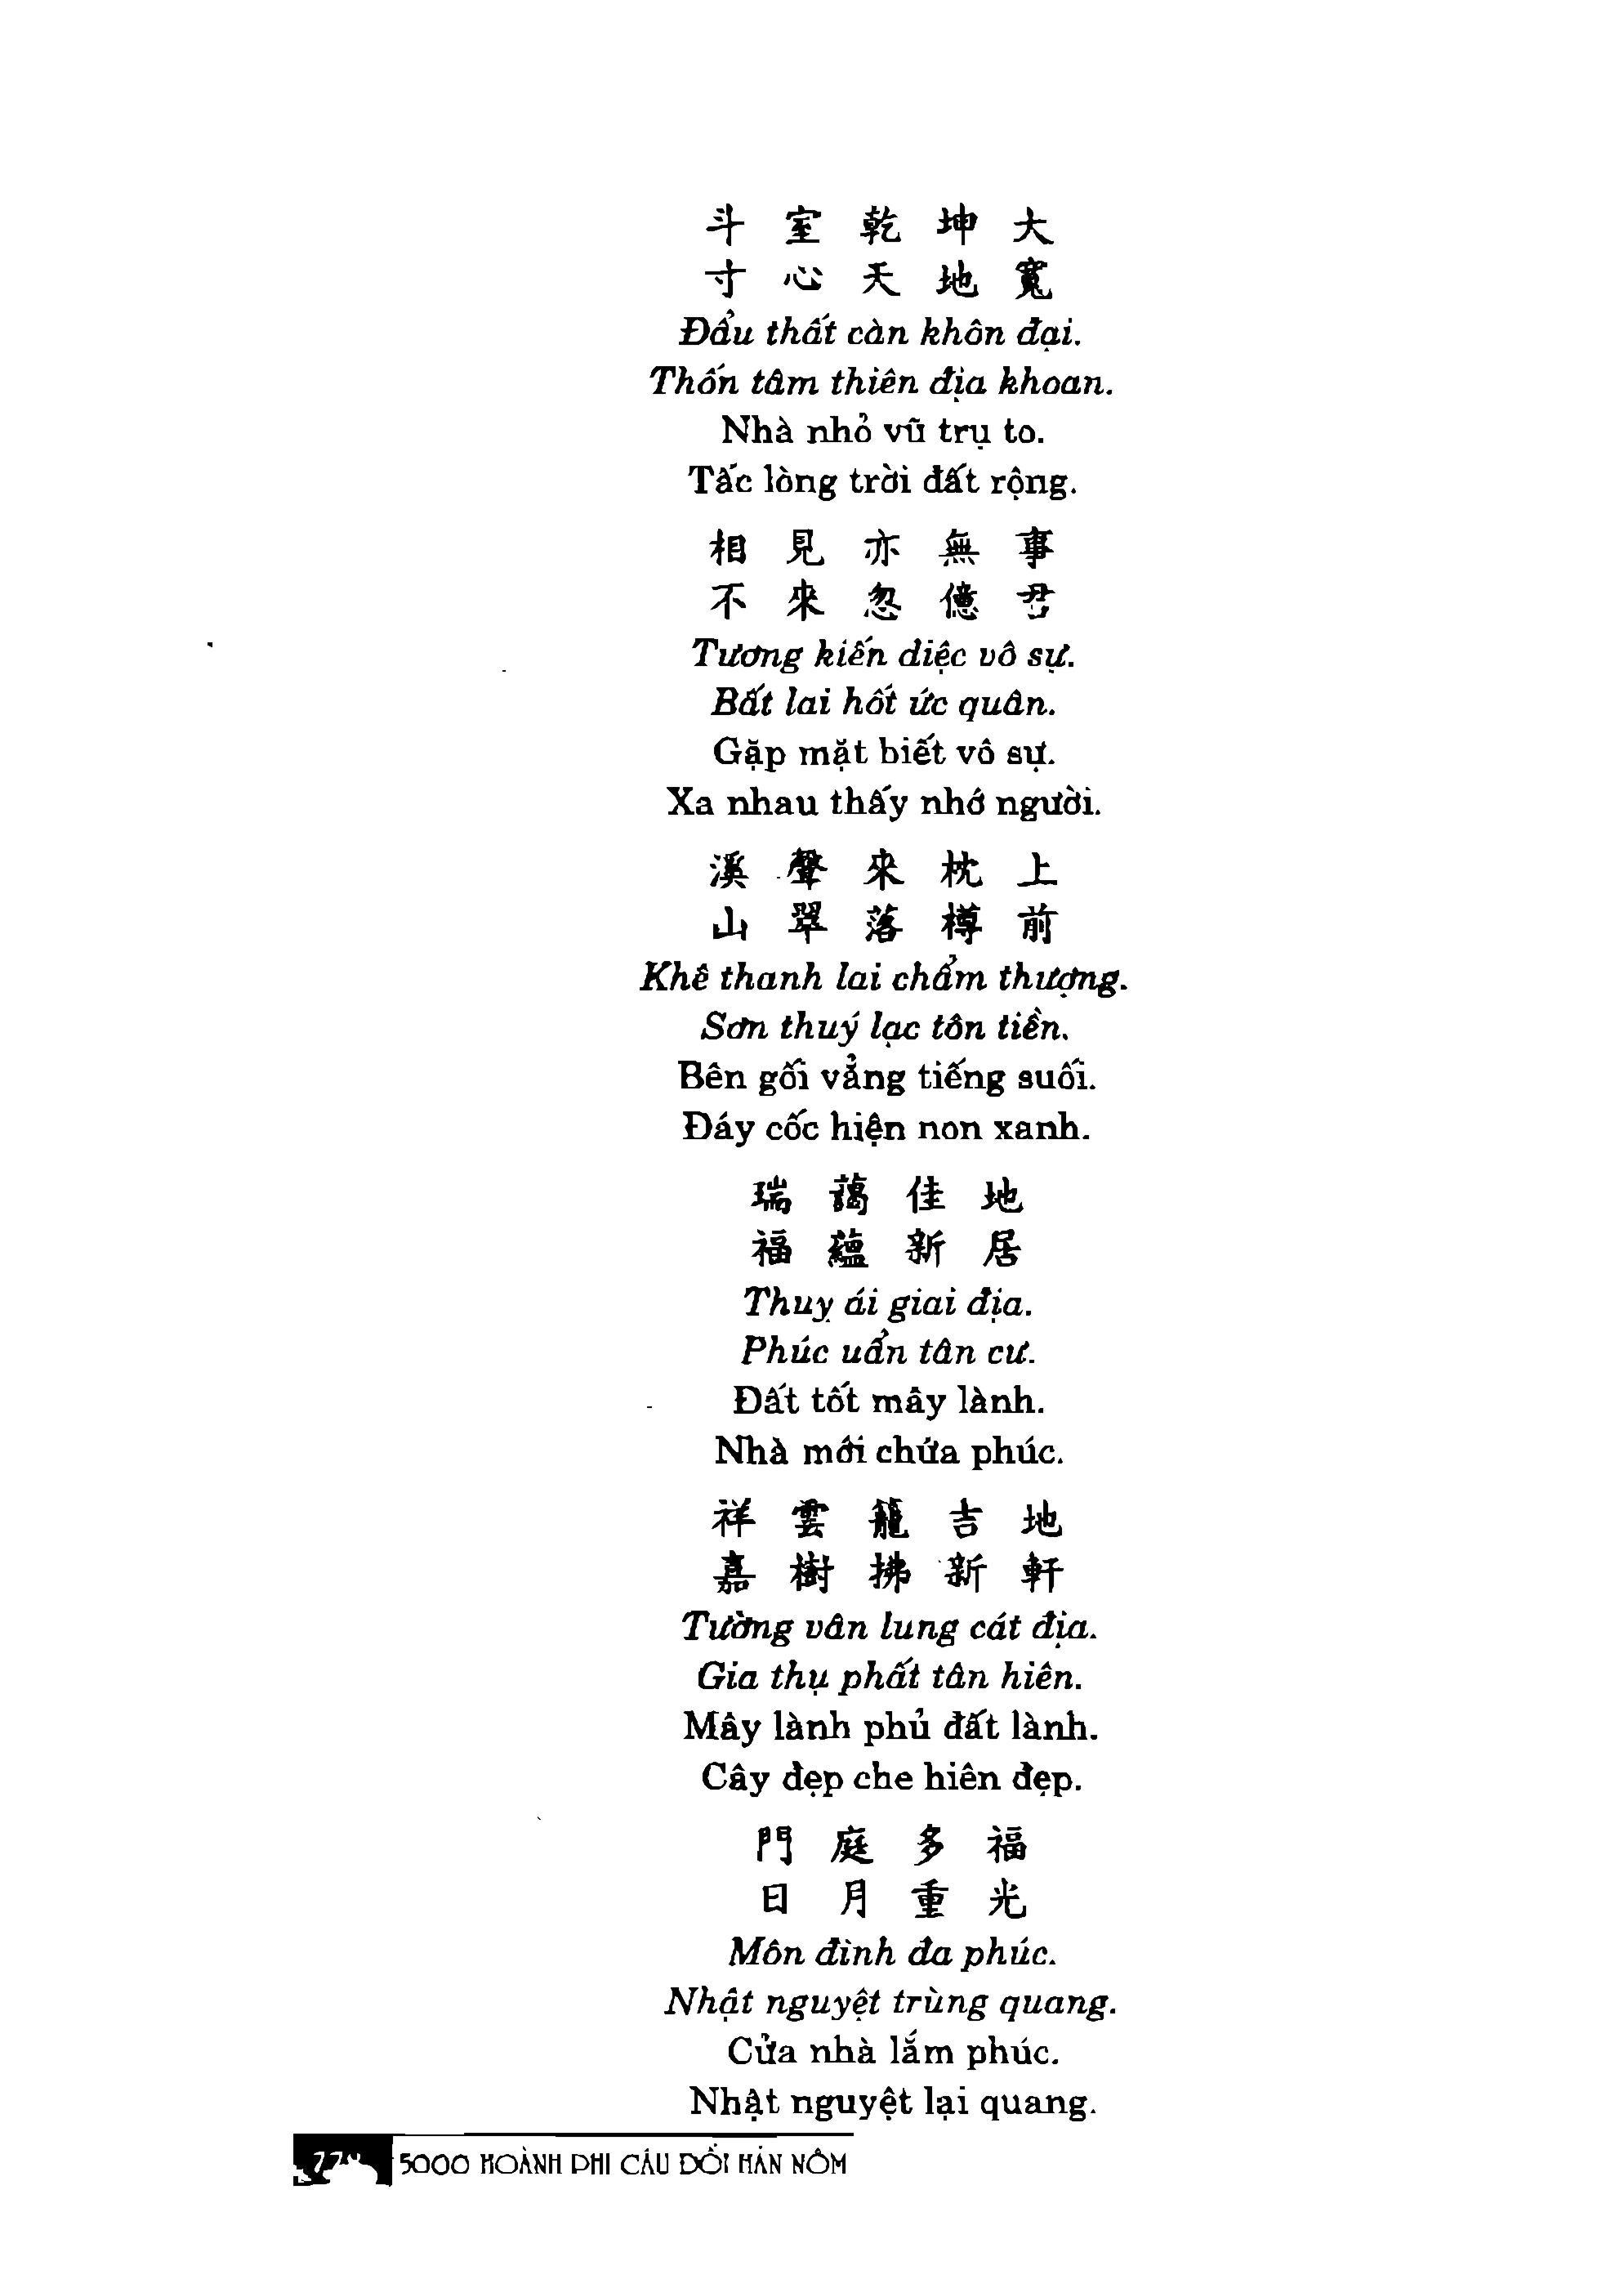 斗室乾坤大
寸心天地寬
Đẩu thất càn khôn đại.
Thốn tâm thiên địa khoan.
Nhà nhỏ vũ trụ to.
Tấc lòng trời đất rộng.
相見亦無事
不來忽億君
Tương kiến diệc vô sự.
Bất lai hốt ức quân.
Gặp mặt biết vô sự.
Xa nhau thấy nhớ người.
溪聲來枕上
山翠落樽前
Khê thanh lai chẩm thượng.
Sơn thuý lạc tôn tiền.
Bên gối vẳng tiếng suối.
Đáy cốc hiện non xanh.
瑞藹佳地
福蘊新居
Thuỵ ái giai địa.
Phúc uẩn tân cư.
Đất tốt mây lành.
Nhà mới chứa phúc.
祥雲籠吉地
嘉樹拂新軒
Tường vân lung cát địa.
Gia thụ phất tân hiên.
Mây lành phủ đất lành.
Cây đẹp che hiên đẹp.
門庭多福
日月重光
Môn đình đa phúc.
Nhật nguyệt trùng quang.
Cửa nhà lắm phúc.
Nhật nguyệt lại quang.
5000 HOÀNH PHI CÂU ĐỐI HÁN NÔM